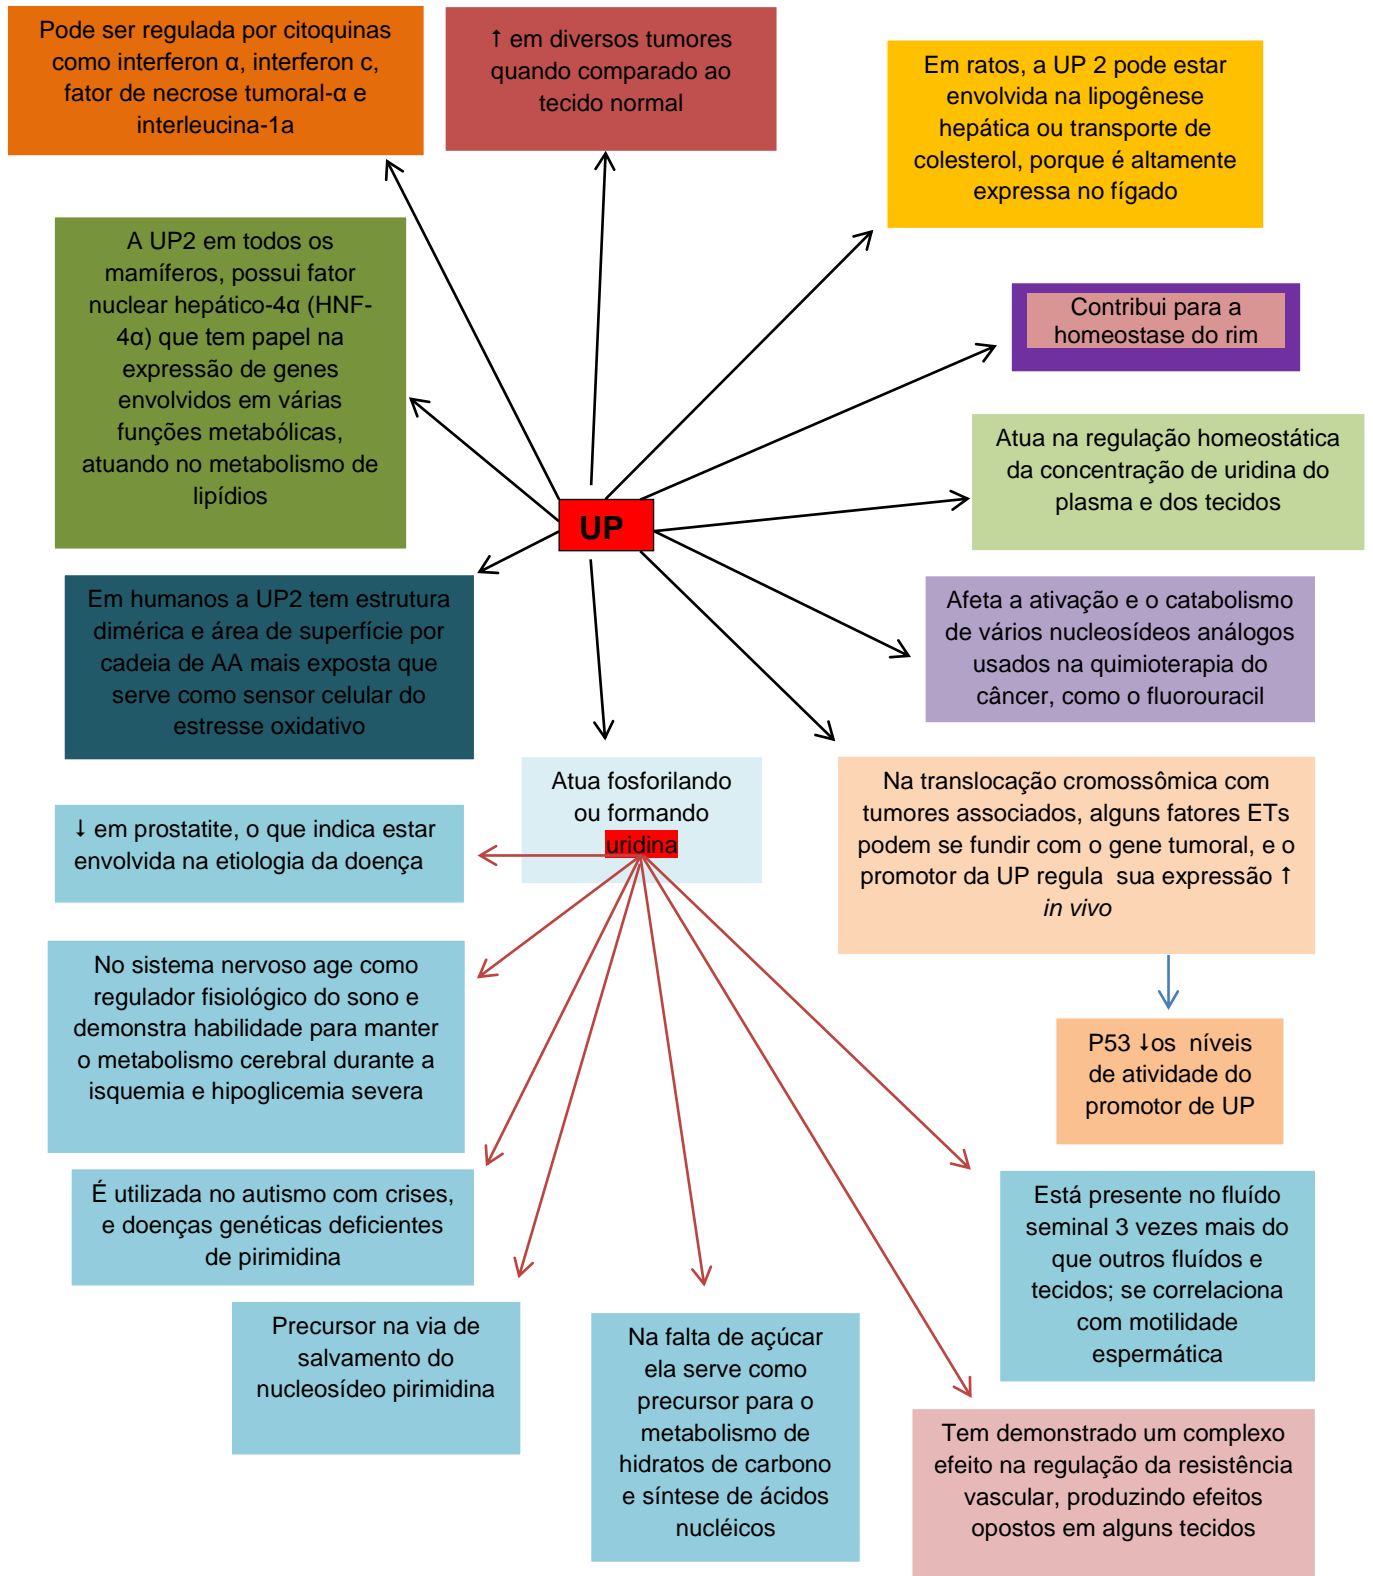 Pode ser regulada por citoquinas
como interferon α, interferon c,
fator de necrose tumoral-α e
interleucina-1a
↑ em diversos tumores
quando comparado ao
tecido normal
Em ratos, a UP 2 pode estar
envolvida na lipogênese
hepática ou transporte de
colesterol, porque é altamente
expressa no fígado
A UP2 em todos os
mamíferos, possui fator
nuclear hepático-4α (HNF-
4α) que tem papel na
expressão de genes
envolvidos em várias
funções metabólicas,
atuando no metabolismo de
lipídios
Contribui para a
homeostase do rim
Atua na regulação homeostática
da concentração de uridina do
plasma e dos tecidos
UP
Em humanos a UP2 tem estrutura
dimérica e área de superfície por
cadeia de AA mais exposta que
serve como sensor celular do
estresse oxidativo
Afeta a ativação e o catabolismo
de vários nucleosídeos análogos
usados na quimioterapia do
câncer, como o fluorouracil
Atua fosforilando
ou formando
uridina
Na translocação cromossômica com
tumores associados, alguns fatores ETs
podem se fundir com o gene tumoral, e o
promotor da UP regula  sua expressão ↑
in vivo
↓ em prostatite, o que indica estar
envolvida na etiologia da doença
No sistema nervoso age como
regulador fisiológico do sono e
demonstra habilidade para manter
o metabolismo cerebral durante a
isquemia e hipoglicemia severa
P53 ↓os  níveis
de atividade do
promotor de UP
É utilizada no autismo com crises,
e doenças genéticas deficientes
de pirimidina
Está presente no fluído
seminal 3 vezes mais do
que outros fluídos e
tecidos; se correlaciona
com motilidade
espermática
Precursor na via de
salvamento do
nucleosídeo pirimidina
Na falta de açúcar
ela serve como
precursor para o
metabolismo de
hidratos de carbono
e síntese de ácidos
nucléicos
Tem demonstrado um complexo
efeito na regulação da resistência
vascular, produzindo efeitos
opostos em alguns tecidos